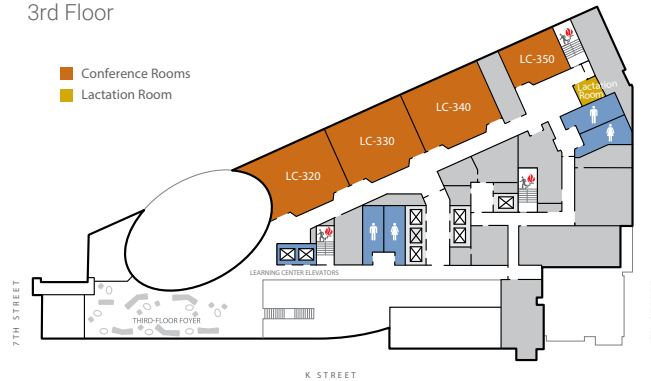 3rd Floor
Conference Rooms
Lactation Room
LC-350
LC-340
LC-330
LC-320
Lactation
Room
LEARNING CENTER ELEVATORS
THIRD-FLOOR FOYER
7TH STREET
K STREET